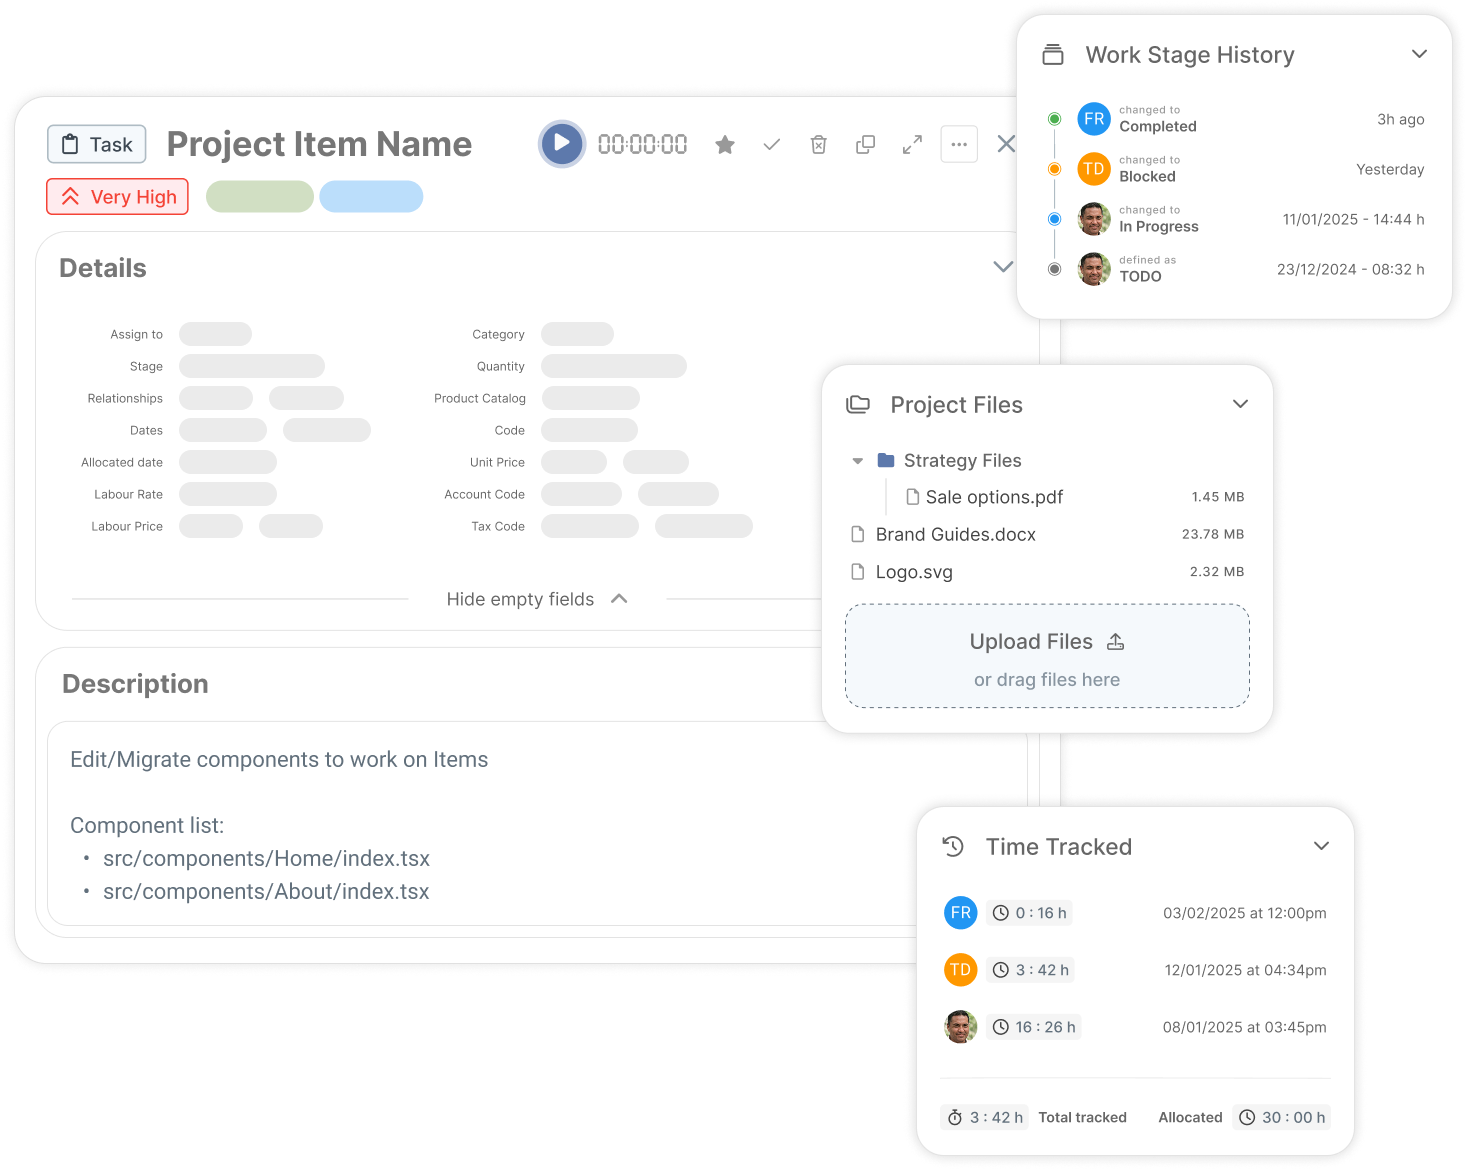 Task
Project Item Name
00:00:00
Very High
Details
Assign to
Stage
Relationships
Dates
Allocated date
Labour Rate
Labour Price
Category
Quantity
Product Catalog
Code
Unit Price
Account Code
Tax Code
Hide empty fields
Description
Edit/Migrate components to work on Items
Component list:
• src/components/Home/index.tsx
• src/components/About/index.tsx
Work Stage History
FR changed to
Completed 3h ago
TD changed to
Blocked Yesterday
changed to
In Progress 11/01/2025 - 14:44 h
defined as
TODO 23/12/2024 - 08:32 h
Project Files
Strategy Files
Sale options.pdf 1.45 MB
Brand Guides.docx 23.78 MB
Logo.svg 2.32 MB
Upload Files
or drag files here
Time Tracked
FR 0 : 16 h 03/02/2025 at 12:00pm
TD 3 : 42 h 12/01/2025 at 04:34pm
16 : 26 h 08/01/2025 at 03:45pm
3 : 42 h Total tracked Allocated 30 : 00 h